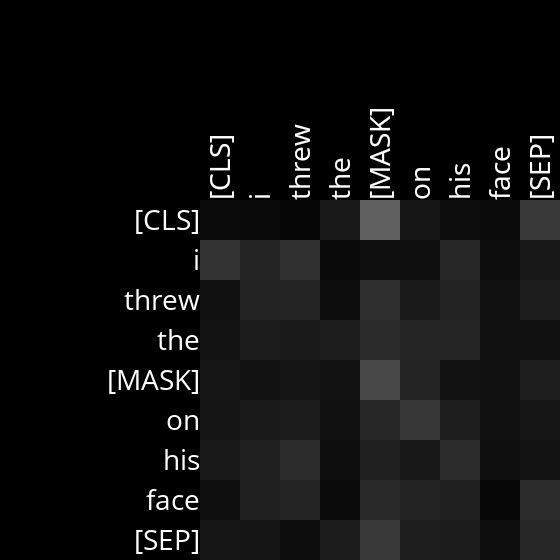 [CLS] i threw the [MASK] on his face [SEP]
[CLS]
i
threw
the
[MASK]
on
his
face
[SEP]